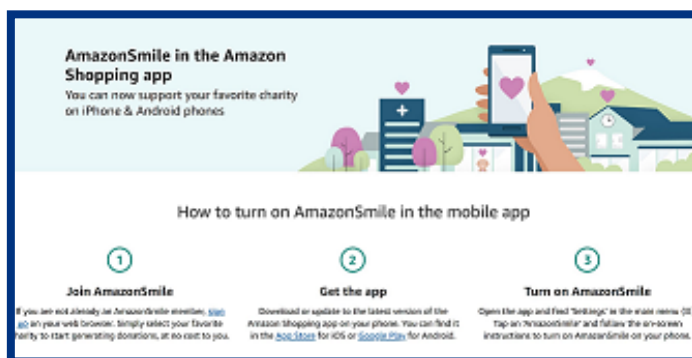 AmazonSmile in the Amazon
Shopping app
You can now support your favorite charity
on iPhone & Android phones
How to turn on AmazonSmile in the mobile app
1
2
3
Join AmazonSmile
Get the app
Turn on AmazonSmile
If you are not already an AmazonSmile member, sign
up on your web browser. Simply select your favorite
charity to start generating donations, at no cost to you.
Download or update to the latest version of the
Amazon Shopping app on your phone. You can find it
in the App Store for iOS or Google Play for Android.
Open the app and find 'Settings' in the main menu
Tap on 'AmazonSmile' and follow the on-screen
instructions to turn on AmazonSmile on your phone.